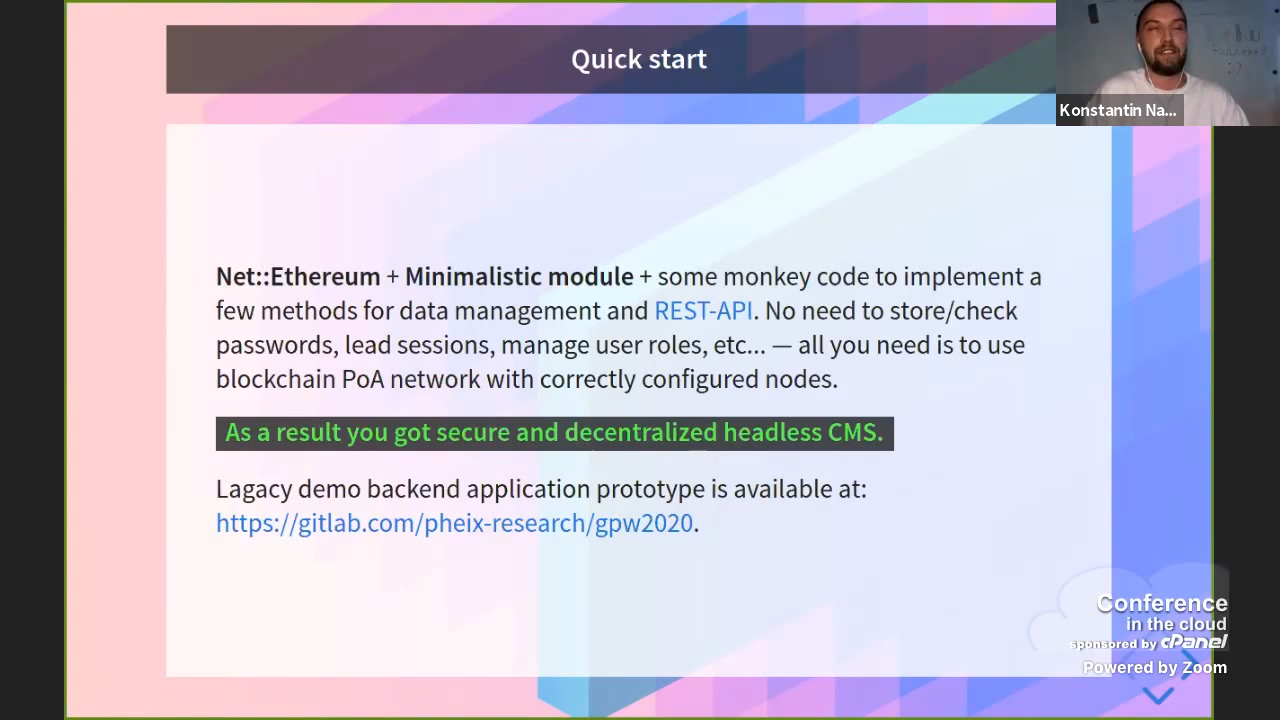 Quick start
Konstantin Na...
Net::Ethereum + Minimalistic module + some monkey code to implement a
few methods for data management and REST-API. No need to store/check
passwords, lead sessions, manage user roles, etc... — all you need is to use
blockchain PoA network with correctly configured nodes.
As a result you got secure and decentralized headless CMS.
Lagacy demo backend application prototype is available at:
https://gitlab.com/pheix-research/gpw2020.
Conference
in the cloud
sponsored by cPanel
Powered by Zoom